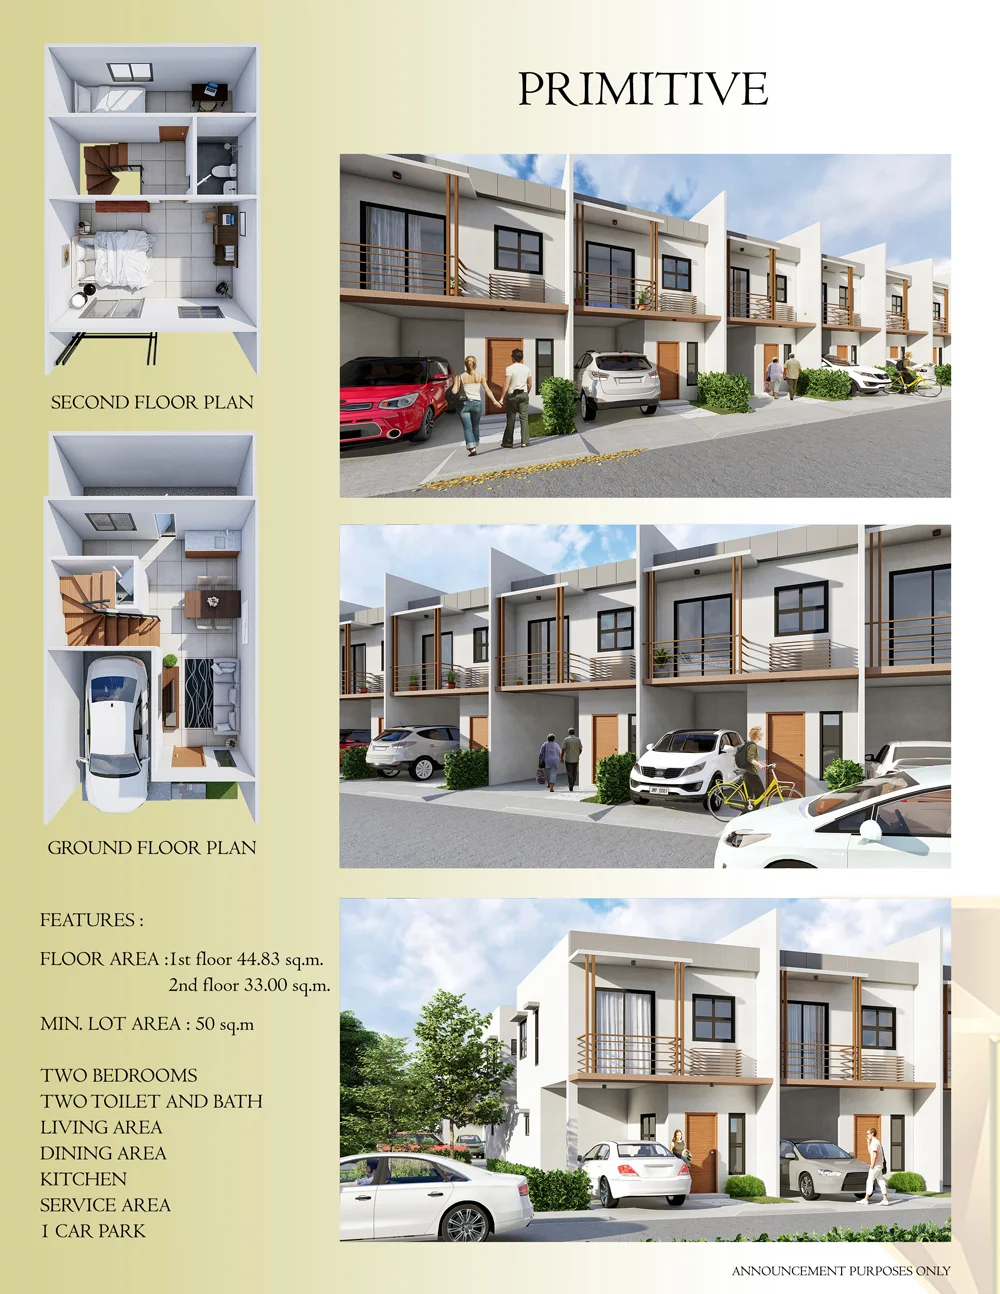 PRIMITIVE
SECOND FLOOR PLAN
GROUND FLOOR PLAN
FEATURES :
FLOOR AREA :1st floor 44.83 sq.m.
2nd floor 33.00 sq.m.
MIN. LOT AREA : 50 sq.m
TWO BEDROOMS
TWO TOILET AND BATH
LIVING AREA
DINING AREA
KITCHEN
SERVICE AREA
1 CAR PARK
ANNOUNCEMENT PURPOSES ONLY